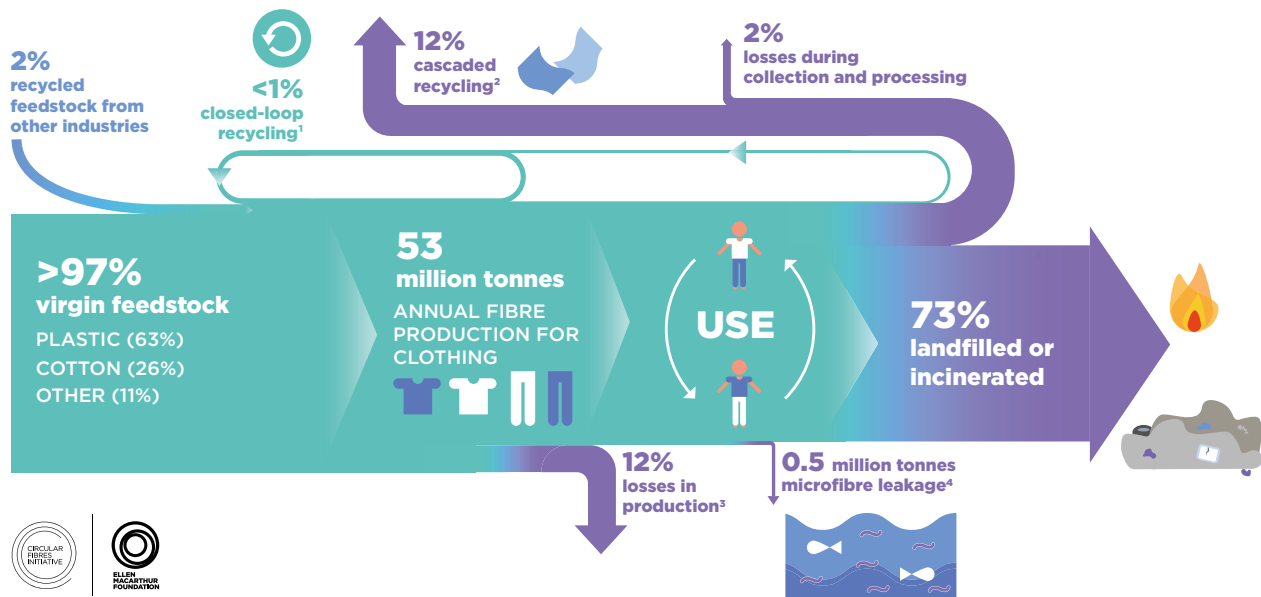 2%
recycled
feedstock from
other industries
<1%
closed-loop
recycling¹
12%
cascaded
recycling²
2%
losses during
collection and processing
>97%
virgin feedstock
PLASTIC (63%)
COTTON (26%)
OTHER (11%)
53
million tonnes
ANNUAL FIBRE
PRODUCTION FOR
CLOTHING
USE
73%
landfilled or
incinerated
12%
losses in
production³
0.5 million tonnes
microfibre leakage⁴
CIRCULAR
FIBRES
INITIATIVE
ELLEN
MACARTHUR
FOUNDATION